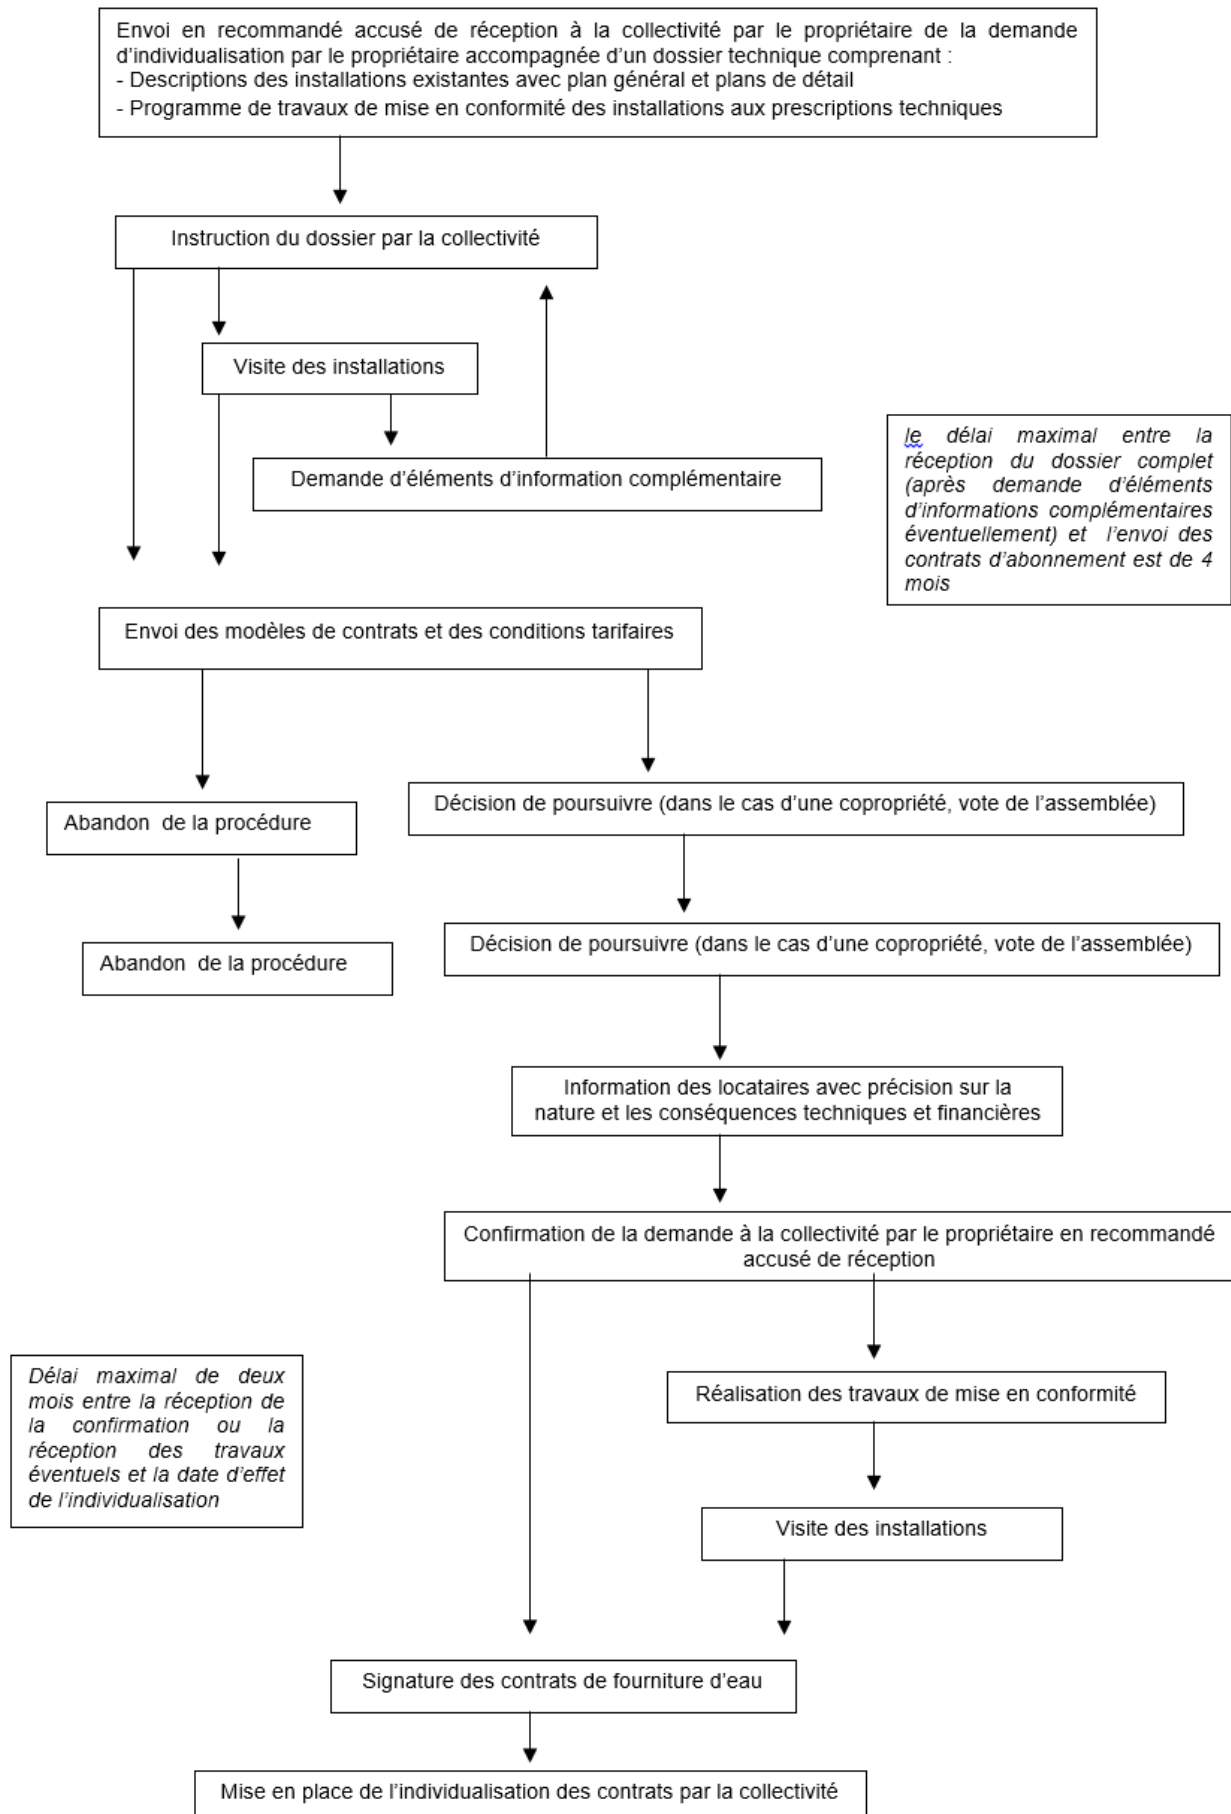 Envoi en recommandé accusé de réception à la collectivité par le propriétaire de la demande
d’individualisation par le propriétaire accompagnée d’un dossier technique comprenant :
- Descriptions des installations existantes avec plan général et plans de détail
- Programme de travaux de mise en conformité des installations aux prescriptions techniques
Instruction du dossier par la collectivité
Visite des installations
Demande d’éléments d’information complémentaire
le délai maximal entre la
réception du dossier complet
(après demande d’éléments
d’informations complémentaires
éventuellement) et l’envoi des
contrats d’abonnement est de 4
mois
Envoi des modèles de contrats et des conditions tarifaires
Abandon de la procédure
Décision de poursuivre (dans le cas d’une copropriété, vote de l’assemblée)
Abandon de la procédure
Décision de poursuivre (dans le cas d’une copropriété, vote de l’assemblée)
Information des locataires avec précision sur la
nature et les conséquences techniques et financières
Confirmation de la demande à la collectivité par le propriétaire en recommandé
accusé de réception
Délai maximal de deux
mois entre la réception de
la confirmation ou la
réception des travaux
éventuels et la date d’effet
de l’individualisation
Réalisation des travaux de mise en conformité
Visite des installations
Signature des contrats de fourniture d’eau
Mise en place de l’individualisation des contrats par la collectivité